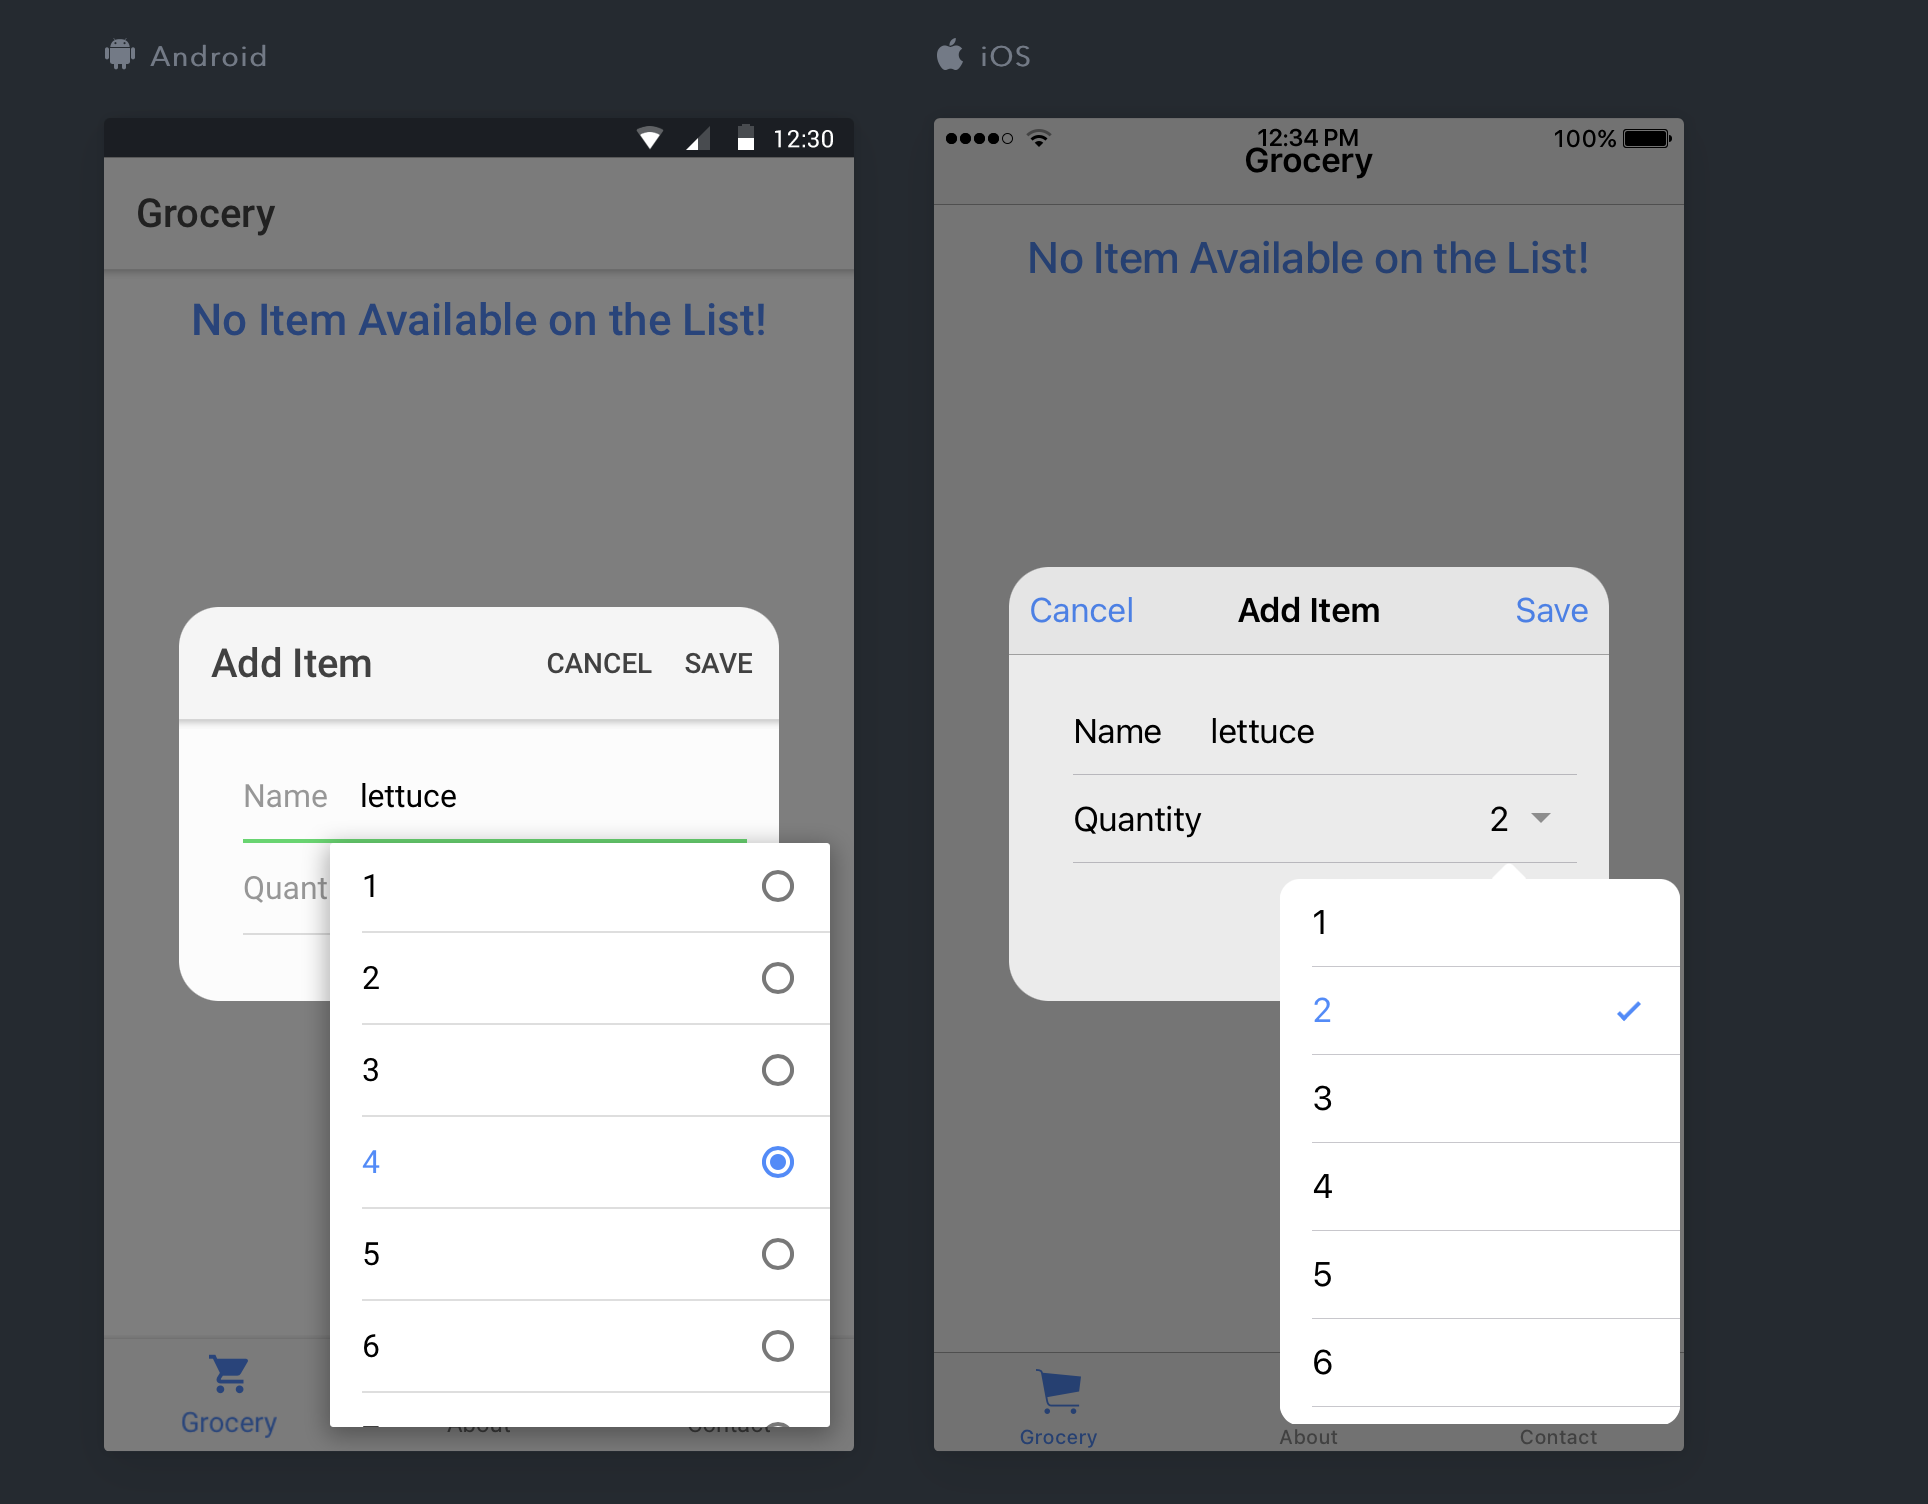 Android
12:30
Grocery
No Item Available on the List!
Add Item CANCEL SAVE
Name lettuce
Quant
1
2
3
4
5
6
Grocery About Contact
iOS
12:34 PM 100%
Grocery
No Item Available on the List!
Cancel Add Item Save
Name lettuce
Quantity 2
1
2
3
4
5
6
Grocery About Contact